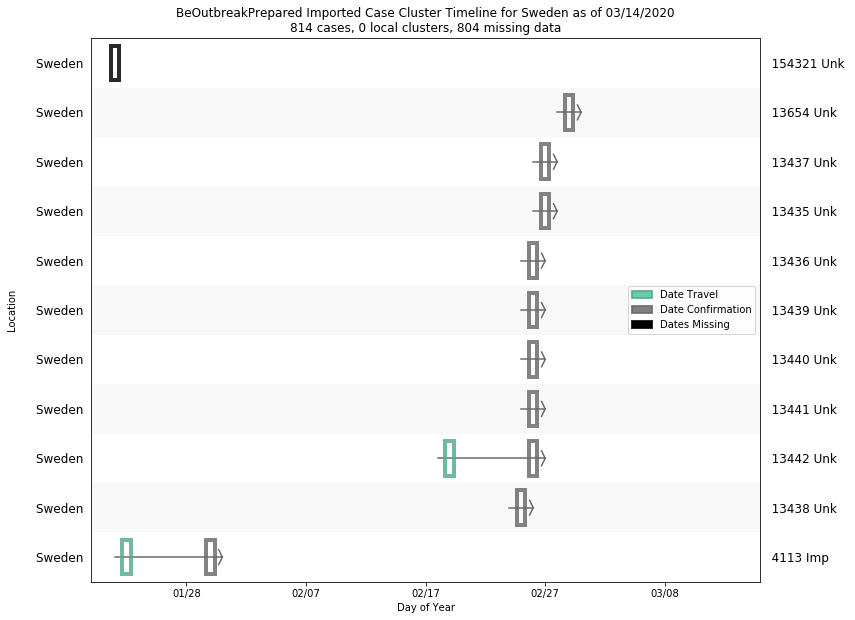 BeOutbreakPrepared Imported Case Cluster Timeline for Sweden as of 03/14/2020
814 cases, 0 local clusters, 804 missing data
Sweden 154321 Unk
Sweden 13654 Unk
Sweden 13437 Unk
Sweden 13435 Unk
Sweden 13436 Unk
Sweden 13439 Unk
Sweden 13440 Unk
Sweden 13441 Unk
Sweden 13442 Unk
Sweden 13438 Unk
Sweden 4113 Imp
Location
Date Travel
Date Confirmation
Dates Missing
01/28 02/07 02/17 02/27 03/08
Day of Year